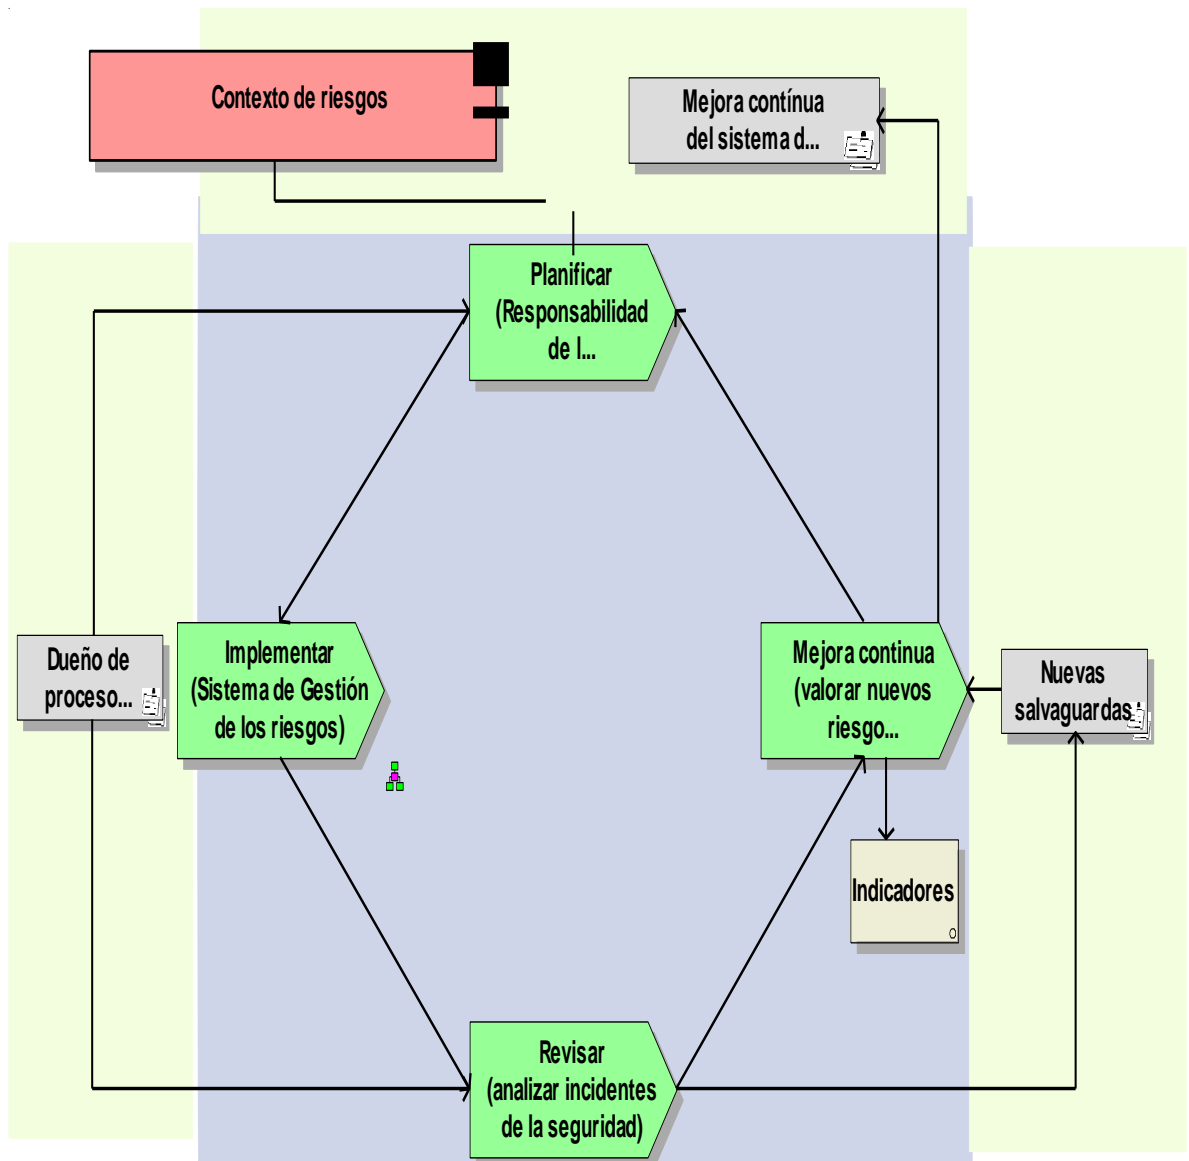 Contexto de riesgos
Mejora contínua
del sistema d...
Planificar
(Responsabilidad
de l...
Dueño de
proceso...
Implementar
(Sistema de Gestión
de los riesgos)
Mejora continua
(valorar nuevos
riesgo...
Nuevas
salvaguardas
Indicadores
Revisar
(analizar incidentes
de la seguridad)